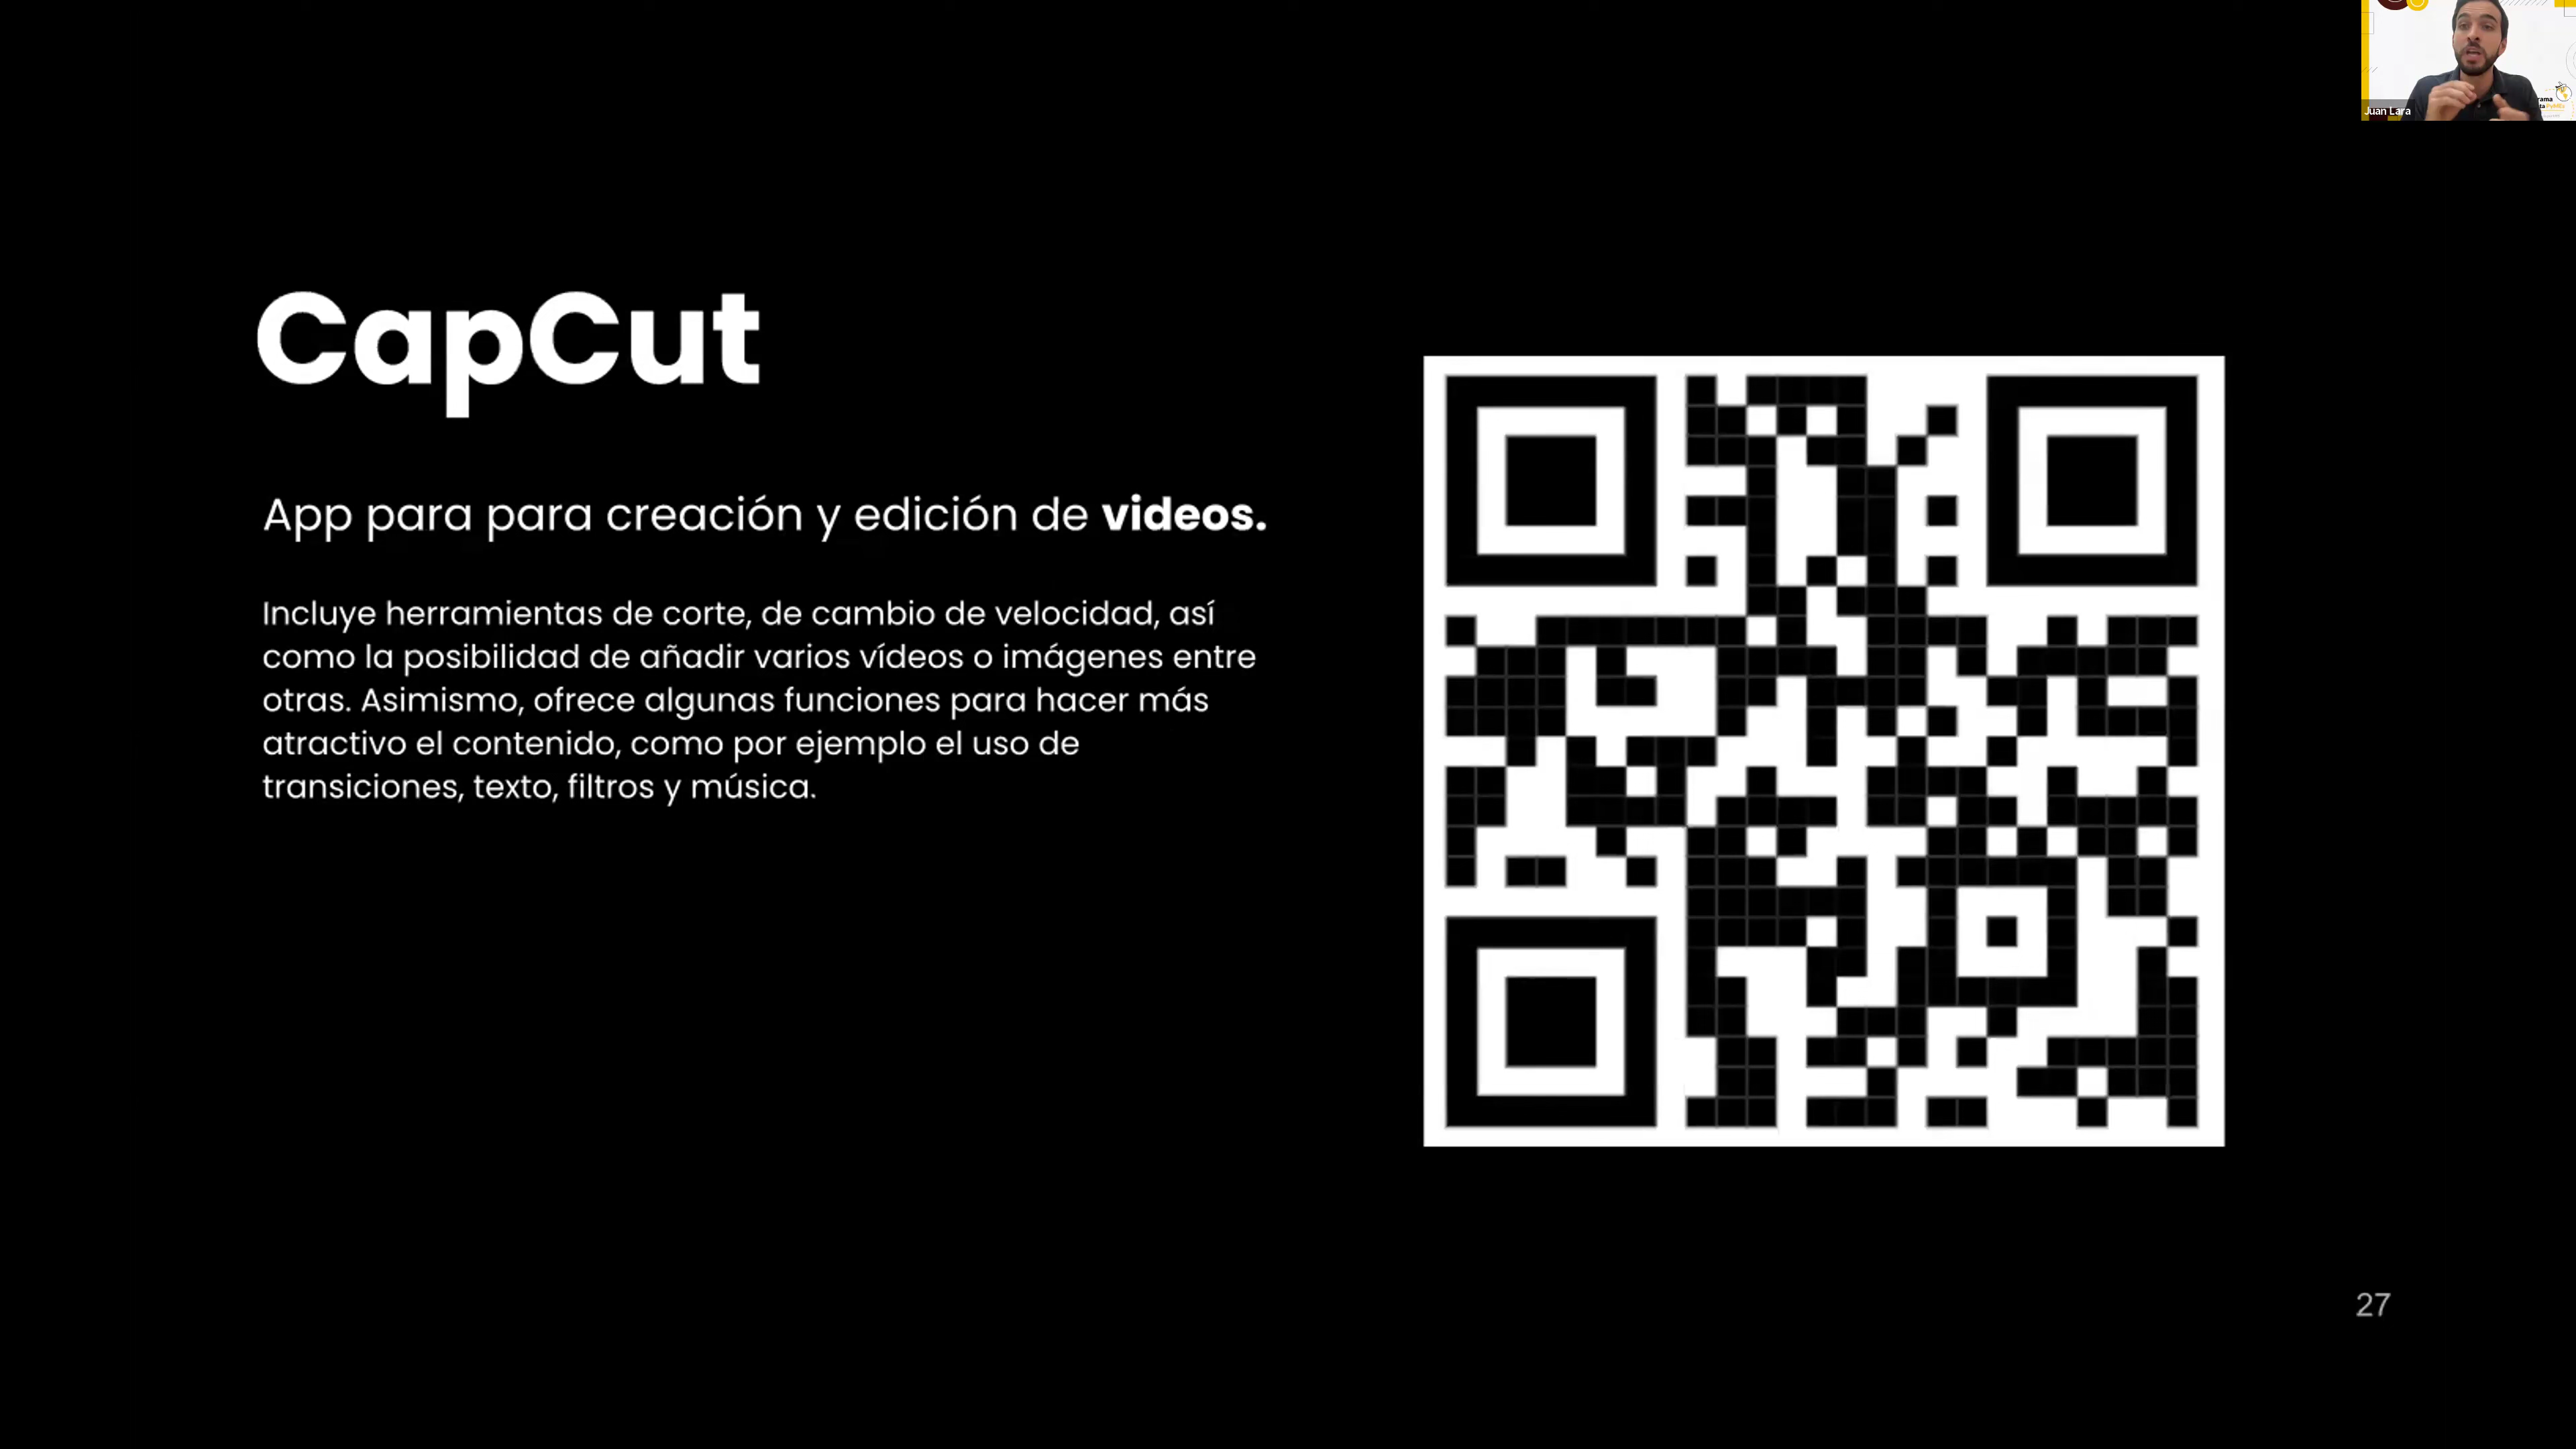 Juan Lara
CapCut
App para para creación y edición de videos.
Incluye herramientas de corte, de cambio de velocidad, así
como la posibilidad de añadir varios vídeos o imágenes entre
otras. Asimismo, ofrece algunas funciones para hacer más
atractivo el contenido, como por ejemplo el uso de
transiciones, texto, filtros y música.
27